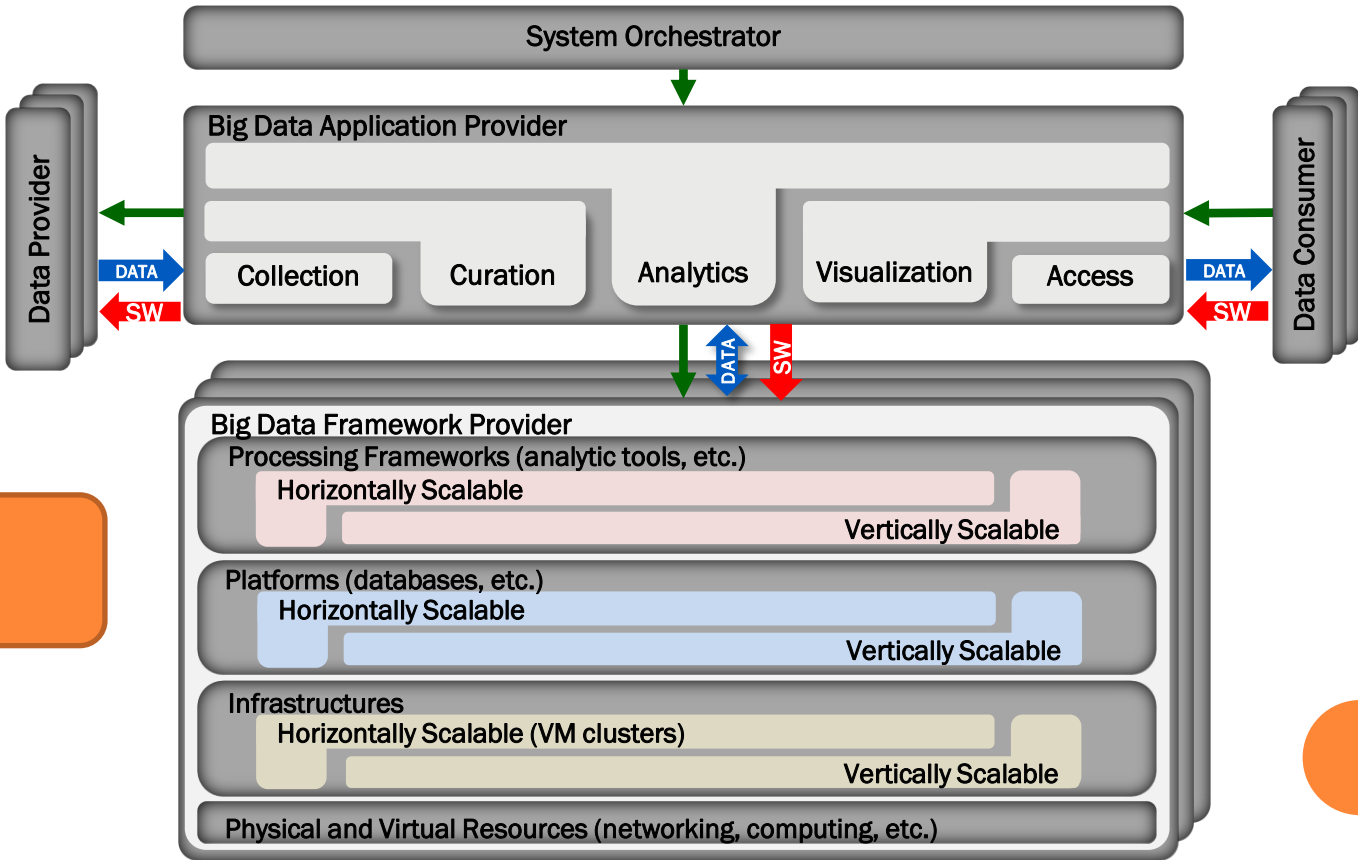 System Orchestrator
Big Data Application Provider
Data Provider
DATA
SW
Collection
Curation
Analytics
Visualization
Access
DATA
SW
Data Consumer
DATA
SW
Big Data Framework Provider
Processing Frameworks (analytic tools, etc.)
Horizontally Scalable
Vertically Scalable
Platforms (databases, etc.)
Horizontally Scalable
Vertically Scalable
Infrastructures
Horizontally Scalable (VM clusters)
Vertically Scalable
Physical and Virtual Resources (networking, computing, etc.)